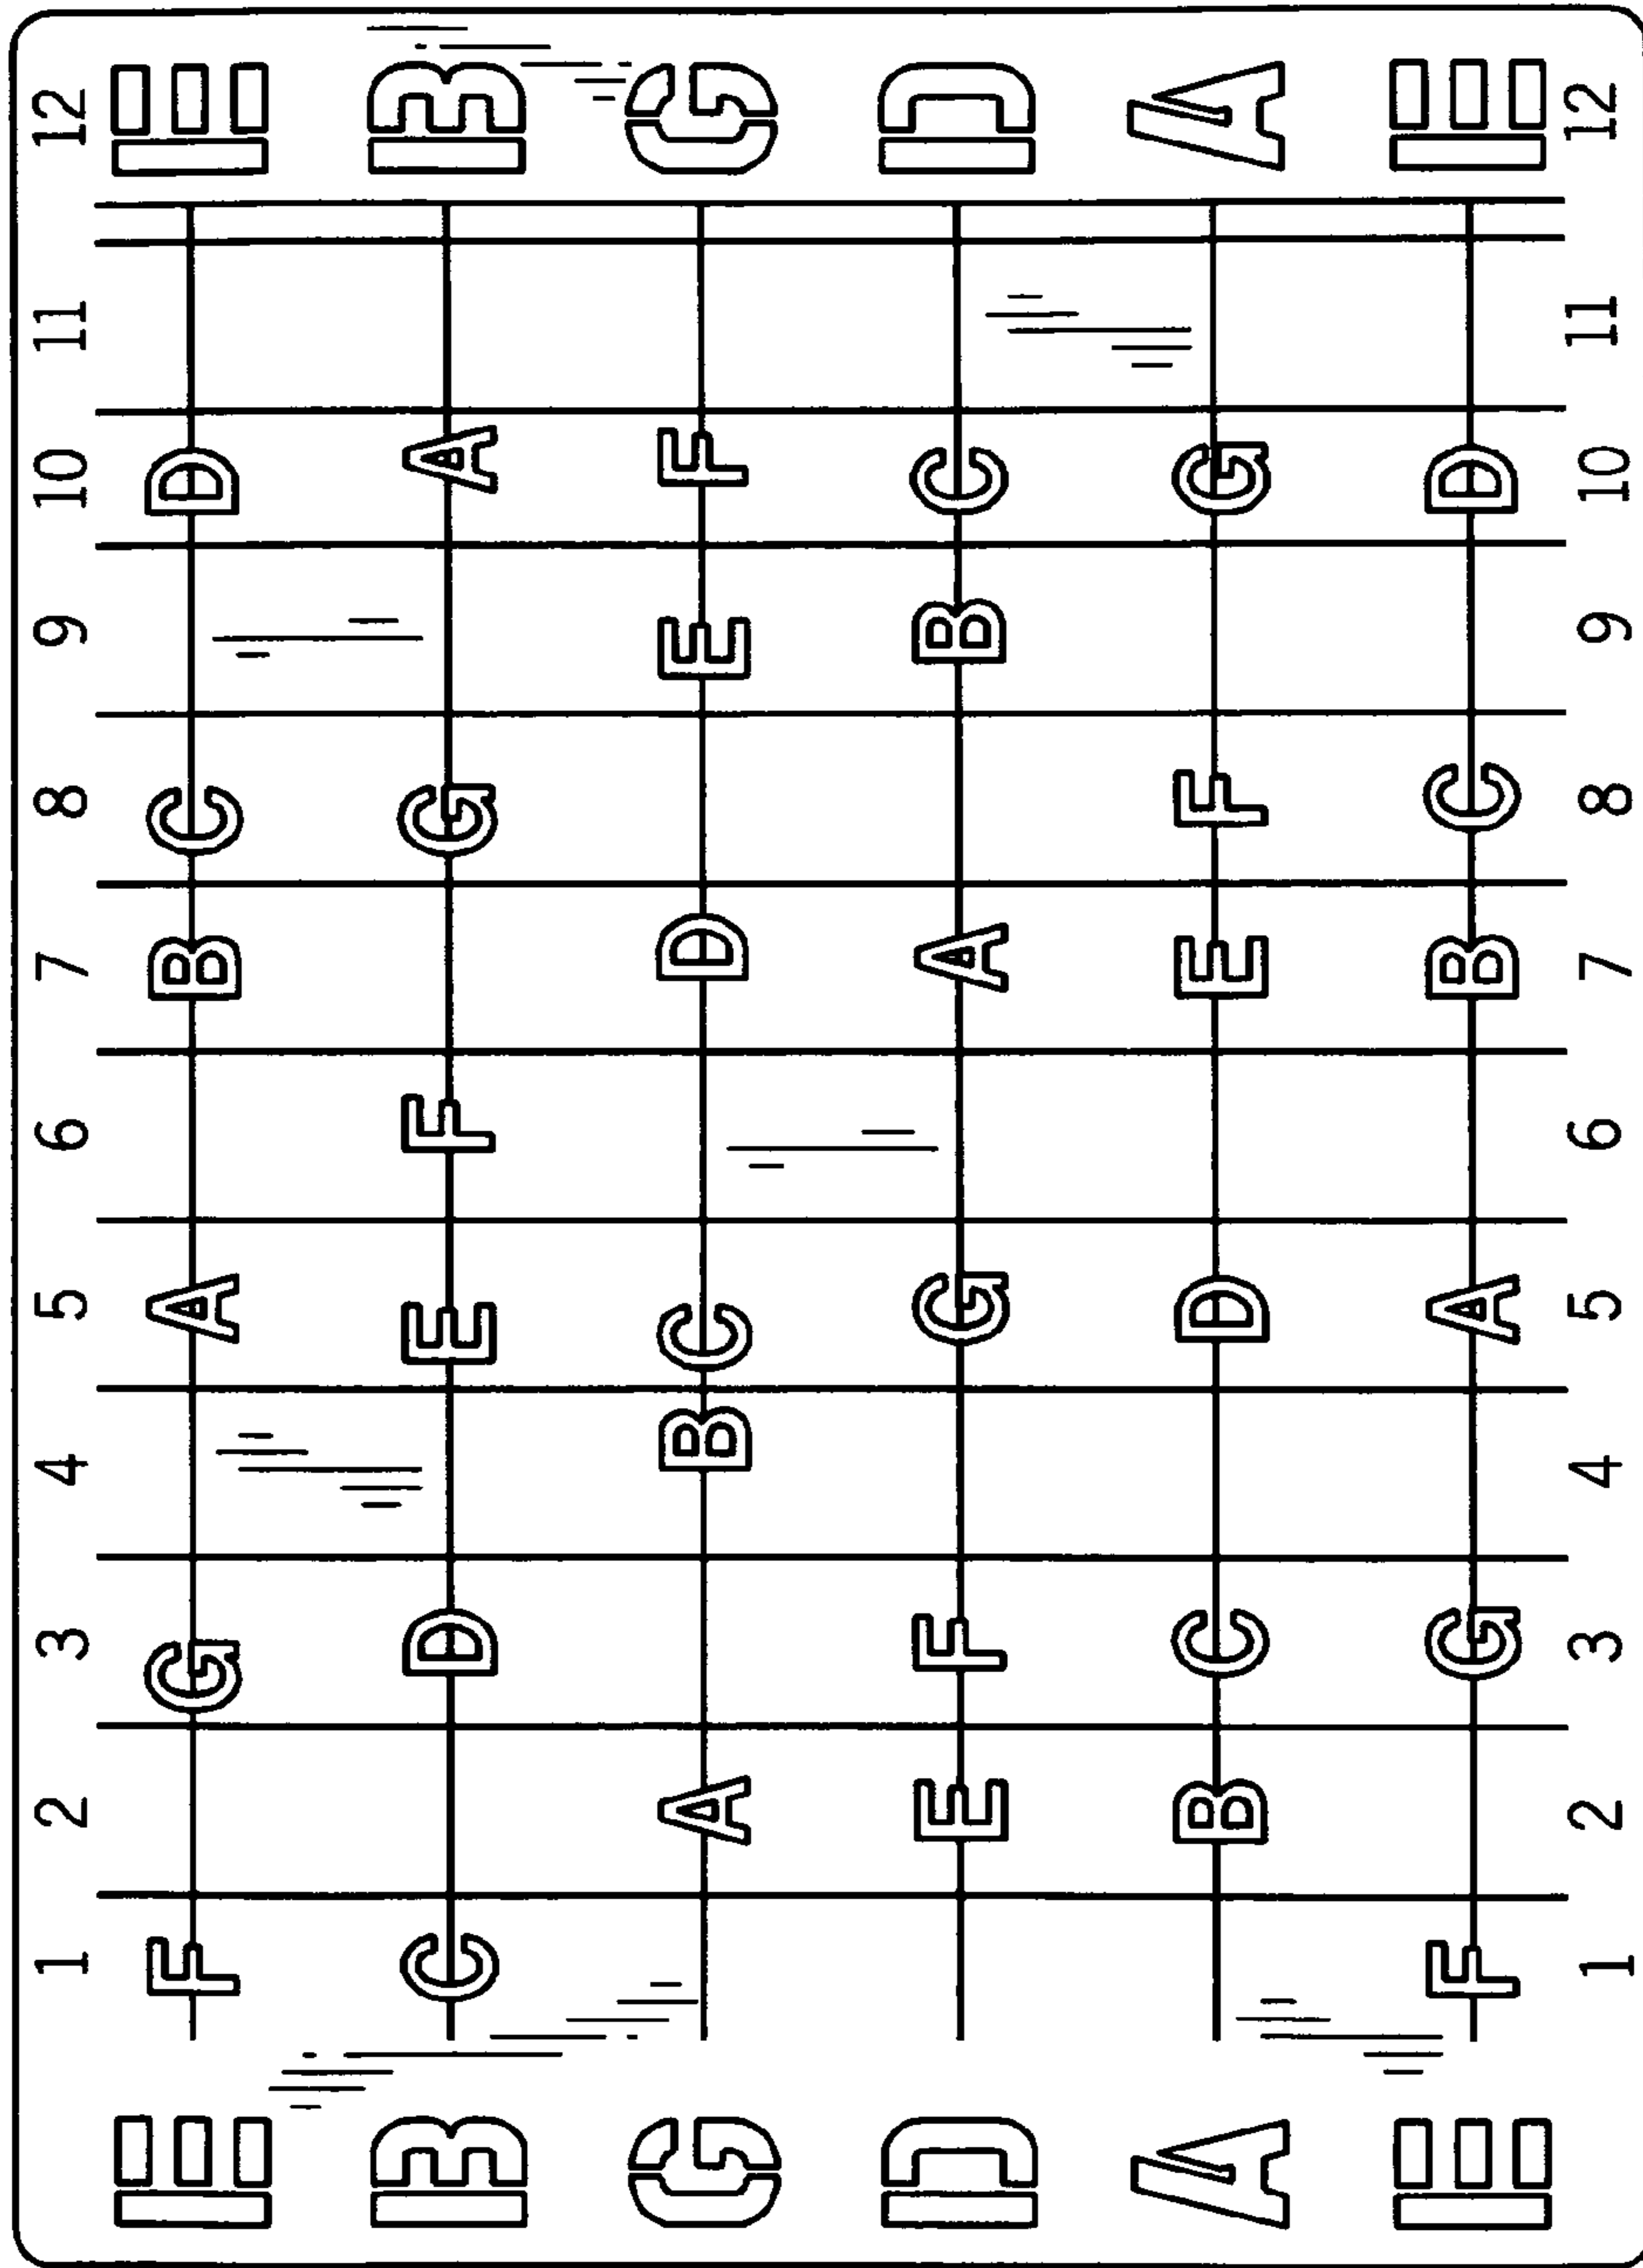 1 2 3 4 5 6 7 8 9 10 11 12
E F G A B C D E
B C D E F G A B
G A B C D E F G
D E F G A B C D
A B C D E F G A
E F G A B C D E
1 2 3 4 5 6 7 8 9 10 11 12